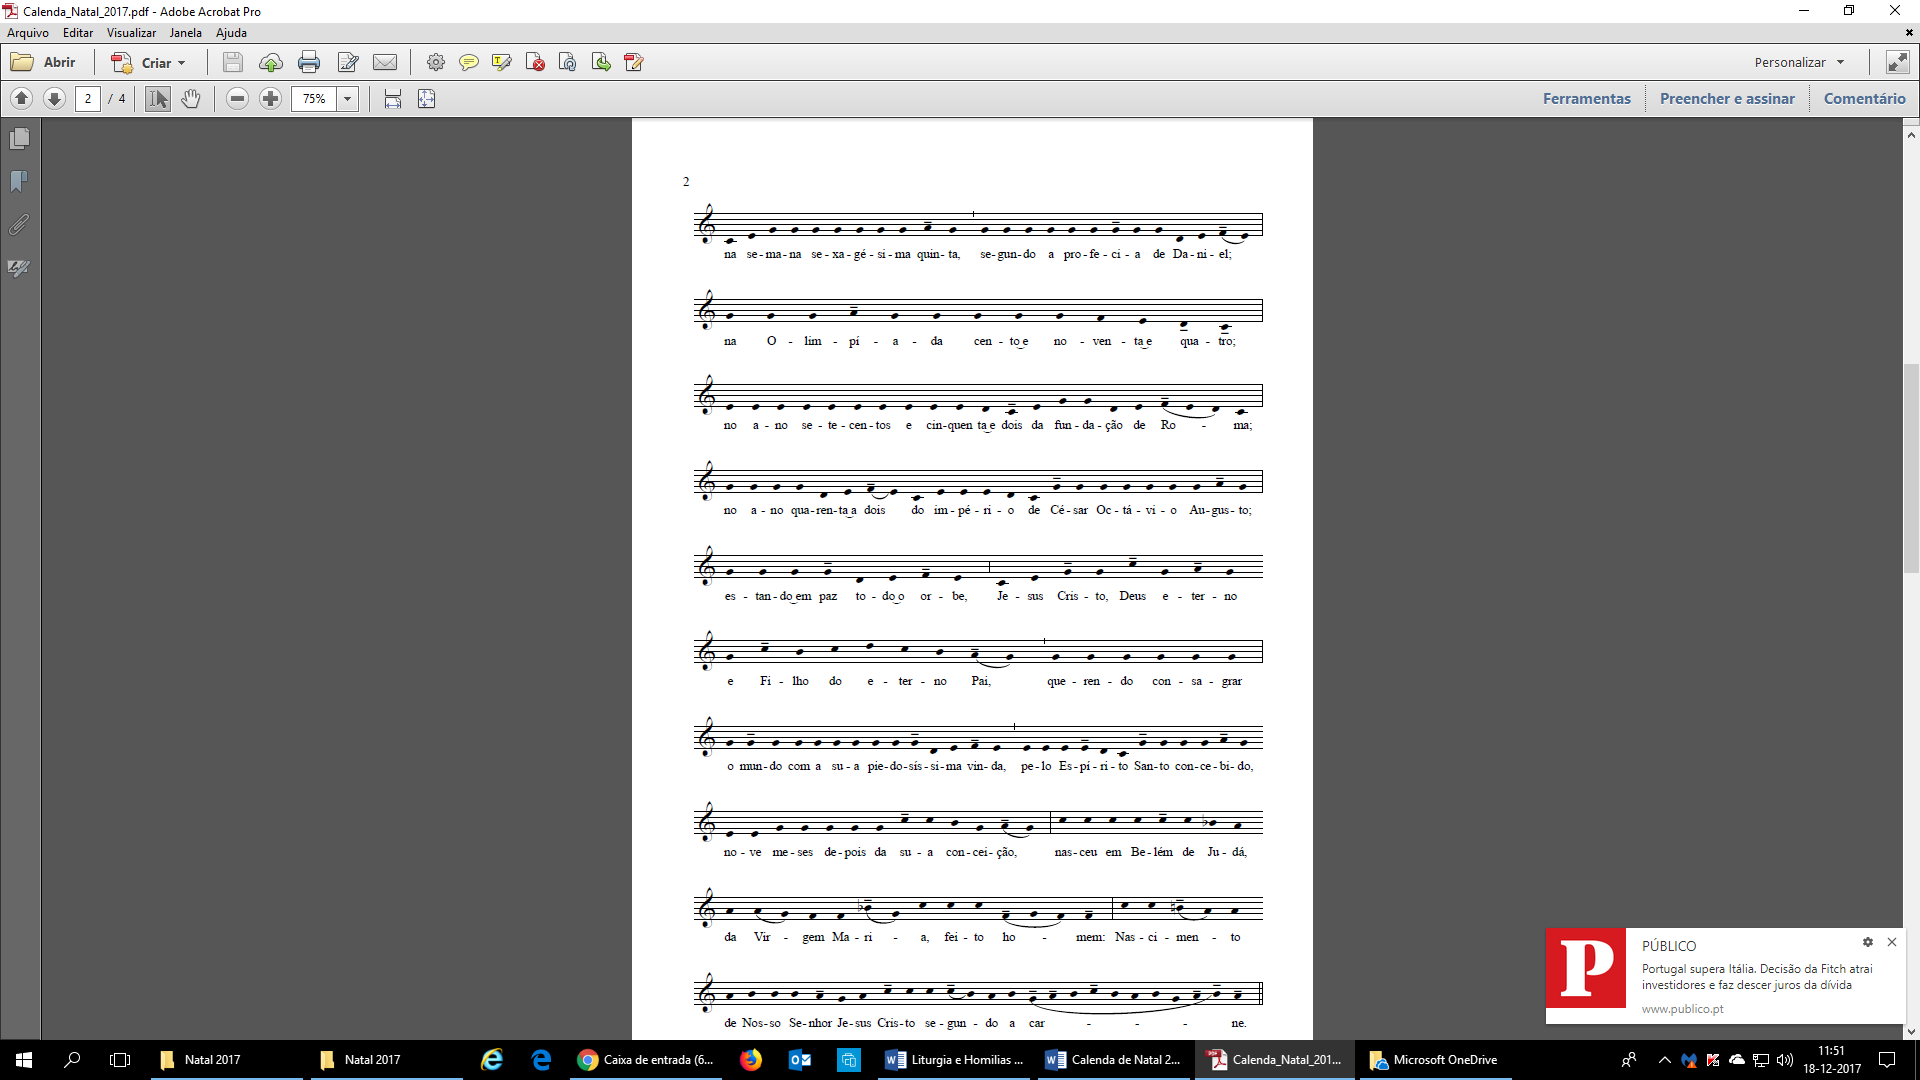 Calenda_Natal_2017.pdf - Adobe Acrobat Pro
Arquivo Editar Visualizar Janela Ajuda
Abrir Criar Personalizar
2 / 4 75% Ferramentas Preencher e assinar Comentário
2
na se-ma-na se-xa-gé-si-ma quin-ta, se-gun-do a pro-fe-ci-a de Da-ni-el;
na O-lim-pí-a-da cen-to e no-ven-ta e qua-tro;
no a-no se-te-cen-tos e cin-quen ta e dois da fun-da-ção de Ro-ma;
no a-no qua-ren-ta a dois do im-pé-ri-o de Cé-sar Oc-tá-vi-o Au-gus-to;
es-tan-do em paz to-do o or-be, Je-sus Cris-to, Deus e-ter-no
e Fi-lho do e-ter-no Pai, que-ren-do con-sa-grar
o mun-do com a su-a pie-do-sís-si-ma vin-da, pe-lo Es-pí-ri-to San-to con-ce-bi-do,
no-ve me-ses de-pois da su-a con-cei-ção, nas-ceu em Be-lém de Ju-dá,
da Vir-gem Ma-ri-a, fei-to ho-mem: Nas-ci-men-to
de Nos-so Se-nhor Je-sus Cris-to se-gun-do a car---ne.
P
PÚBLICO
Portugal supera Itália. Decisão da Fitch atrai
investidores e faz descer juros da dívida
www.publico.pt
Natal 2017 Natal 2017 Caixa de entrada (6... Liturgia e Homilias ... Calenda de Natal 2... Calenda_Natal_201... Microsoft OneDrive
11:51
18-12-2017